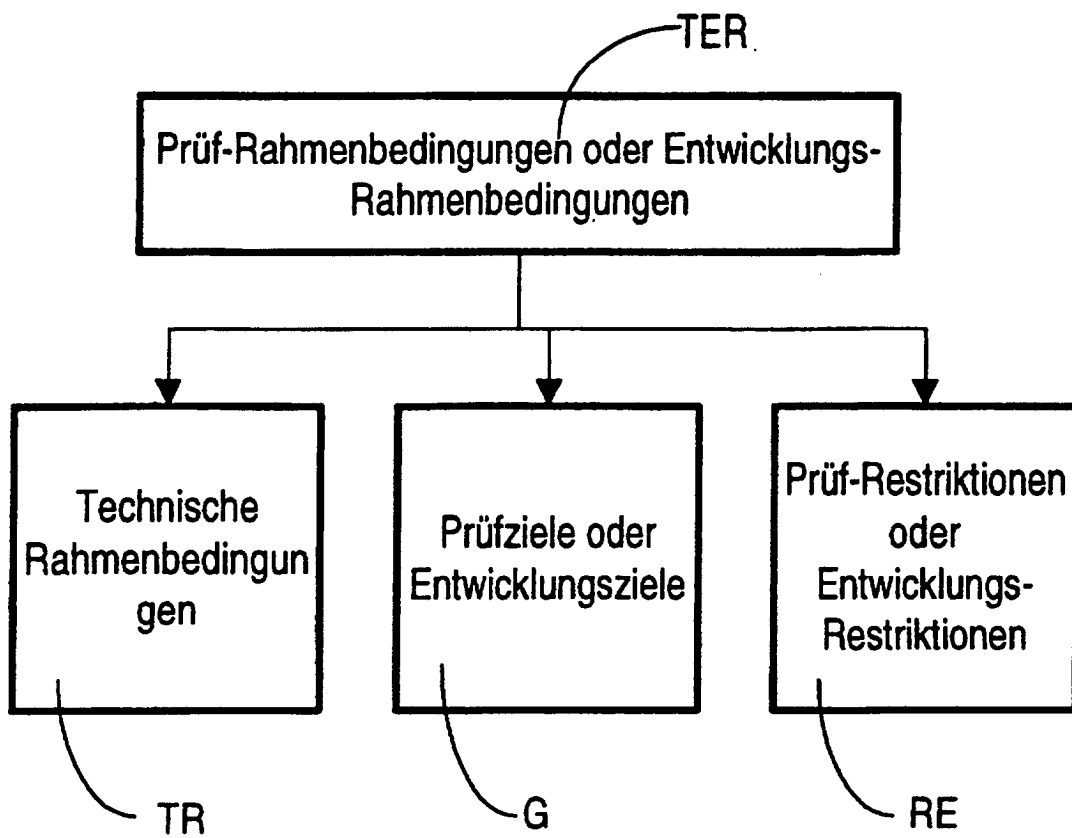 TER
Prüf-Rahmenbedingungen oder Entwicklungs-
Rahmenbedingungen
Technische
Rahmenbedingun
gen
Prüfziele oder
Entwicklungsziele
Prüf-Restriktionen
oder
Entwicklungs-
Restriktionen
TR
G
RE